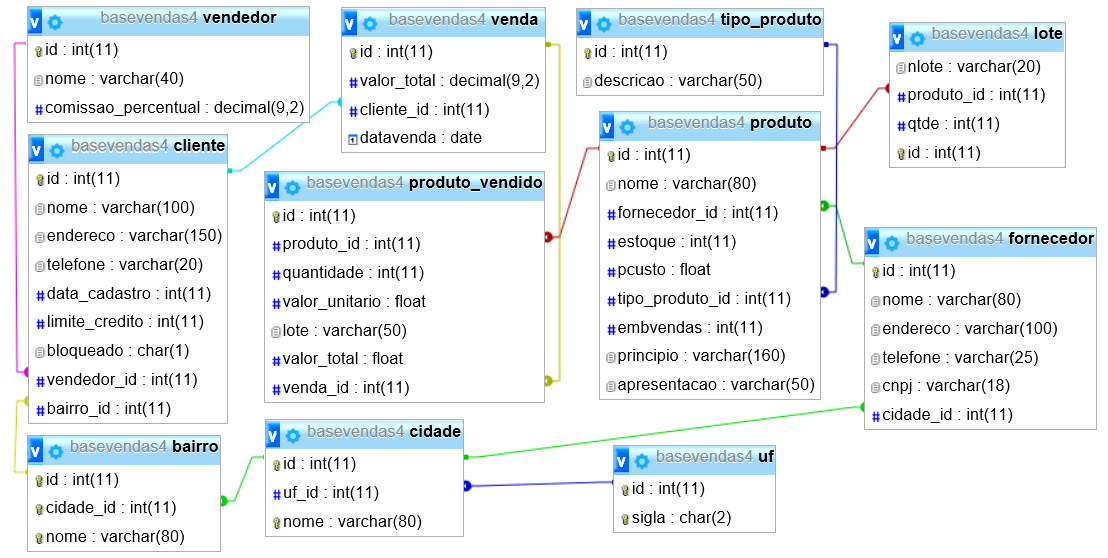 basevendas4 vendedor
id : int(11)
nome : varchar(40)
comissao_percentual : decimal(9,2)
basevendas4 venda
id : int(11)
valor_total : decimal(9,2)
cliente_id : int(11)
datavenda : date
basevendas4 tipo_produto
id : int(11)
descricao : varchar(50)
basevendas4 lote
nlote : varchar(20)
produto_id : int(11)
qtde : int(11)
id : int(11)
basevendas4 cliente
id : int(11)
nome : varchar(100)
endereco : varchar(150)
telefone : varchar(20)
data_cadastro : int(11)
limite_credito : int(11)
bloqueado : char(1)
vendedor_id : int(11)
bairro_id : int(11)
basevendas4 produto_vendido
id : int(11)
produto_id : int(11)
quantidade : int(11)
valor_unitario : float
lote : varchar(50)
valor_total : float
venda_id : int(11)
basevendas4 produto
id : int(11)
nome : varchar(80)
fornecedor_id : int(11)
estoque : int(11)
pcusto : float
tipo_produto_id : int(11)
embvendas : int(11)
principio : varchar(160)
apresentacao : varchar(50)
basevendas4 fornecedor
id : int(11)
nome : varchar(80)
endereco : varchar(100)
telefone : varchar(25)
cnpj : varchar(18)
cidade_id : int(11)
basevendas4 bairro
id : int(11)
cidade_id : int(11)
nome : varchar(80)
basevendas4 cidade
id : int(11)
uf_id : int(11)
nome : varchar(80)
basevendas4 uf
id : int(11)
sigla : char(2)